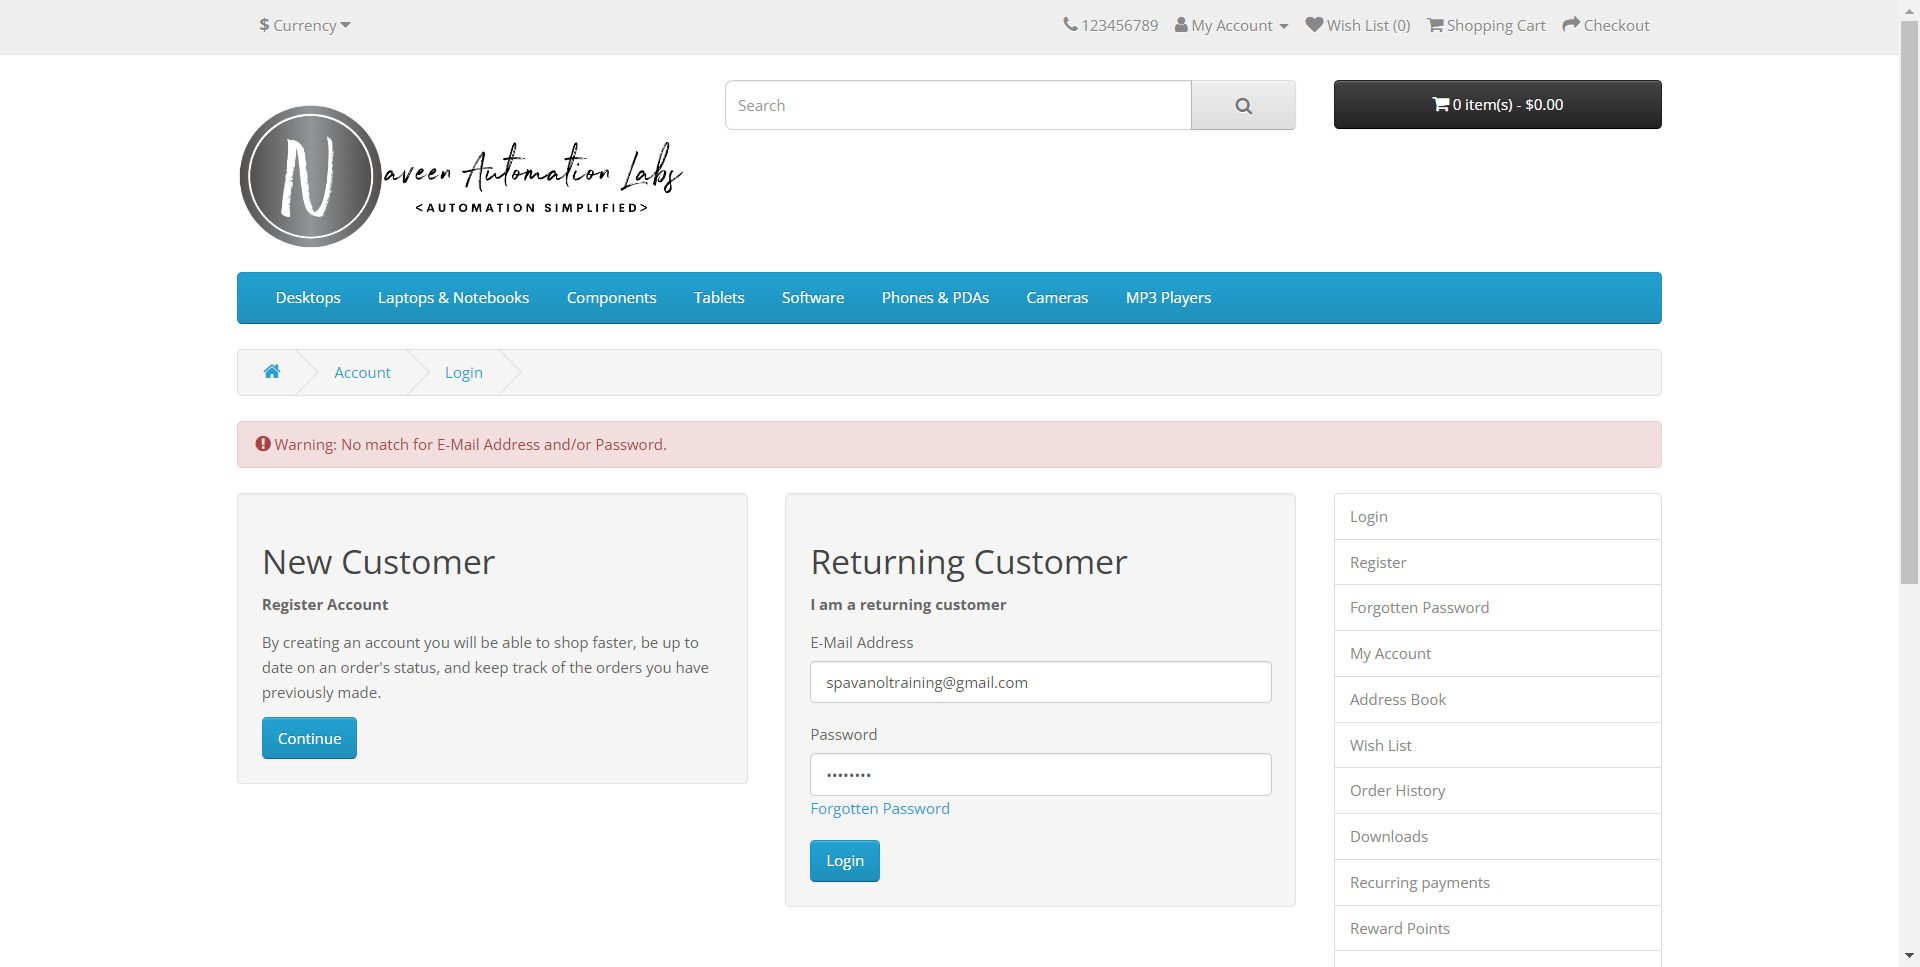 $ Currency
123456789 My Account Wish List (0) Shopping Cart Checkout
Search
0 item(s) - $0.00
Naveen Automation Labs
<AUTOMATION SIMPLIFIED>
Desktops Laptops & Notebooks Components Tablets Software Phones & PDAs Cameras MP3 Players
Account Login
Warning: No match for E-Mail Address and/or Password.
New Customer
Register Account
By creating an account you will be able to shop faster, be up to
date on an order's status, and keep track of the orders you have
previously made.
Continue
Returning Customer
I am a returning customer
E-Mail Address
spavanoltraining@gmail.com
Password
••••••••
Forgotten Password
Login
Login
Register
Forgotten Password
My Account
Address Book
Wish List
Order History
Downloads
Recurring payments
Reward Points